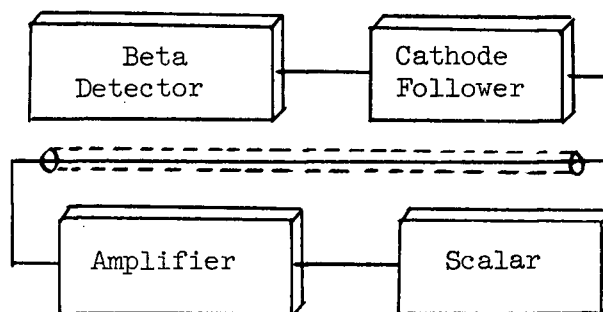 Beta
Detector
Cathode
Follower
Amplifier
Scalar